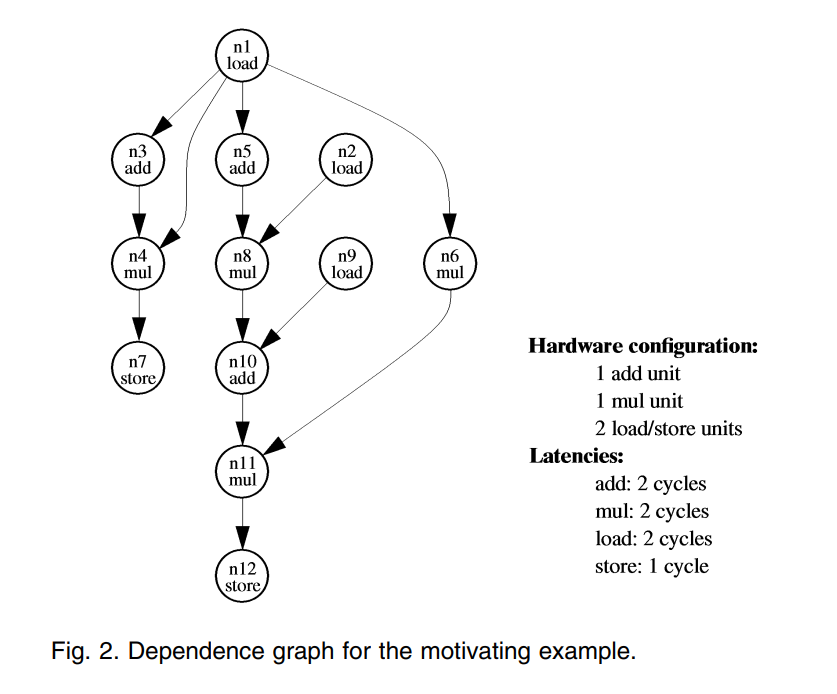 n1
load
n3
add
n5
add
n2
load
n4
mul
n8
mul
n9
load
n6
mul
n7
store
n10
add
n11
mul
n12
store
Hardware configuration:
1 add unit
1 mul unit
2 load/store units
Latencies:
add: 2 cycles
mul: 2 cycles
load: 2 cycles
store: 1 cycle
Fig. 2. Dependence graph for the motivating example.